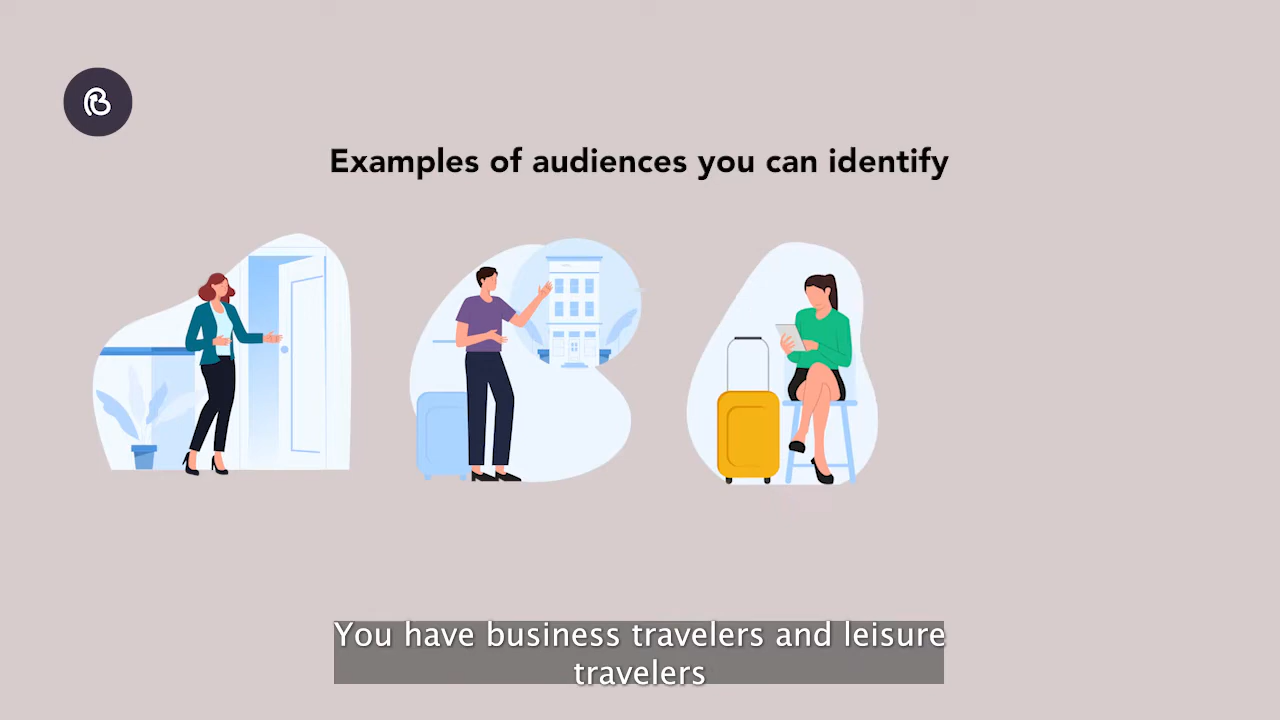 Examples of audiences you can identify
You have business travelers and leisure
travelers